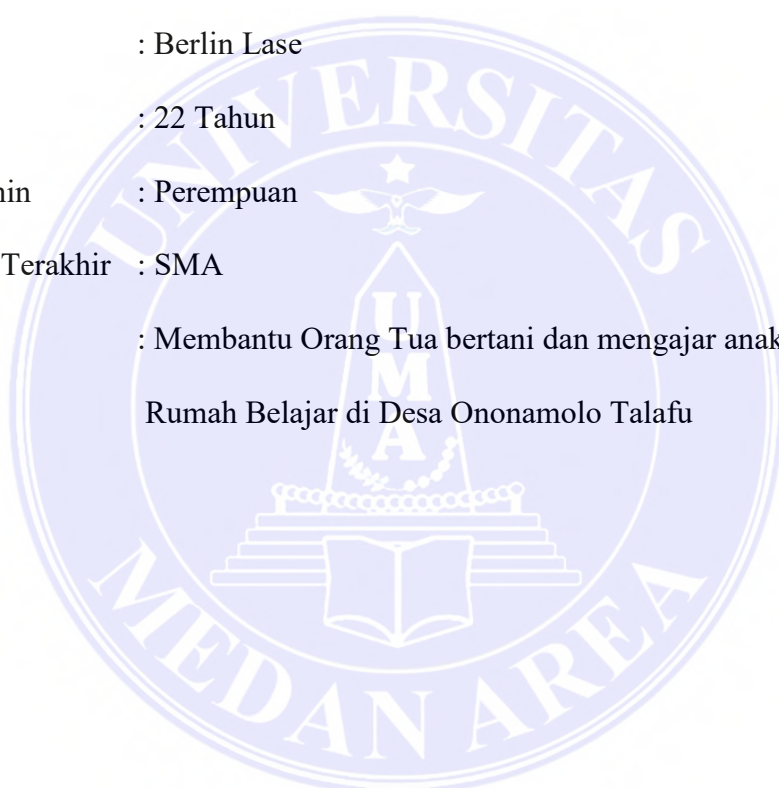 : Berlin Lase
: 22 Tahun
: Perempuan
Terakhir : SMA
: Membantu Orang Tua bertani dan mengajar anak
Rumah Belajar di Desa Ononamolo Talafu
UNIVERSITAS
UMA
MEDAN AREA